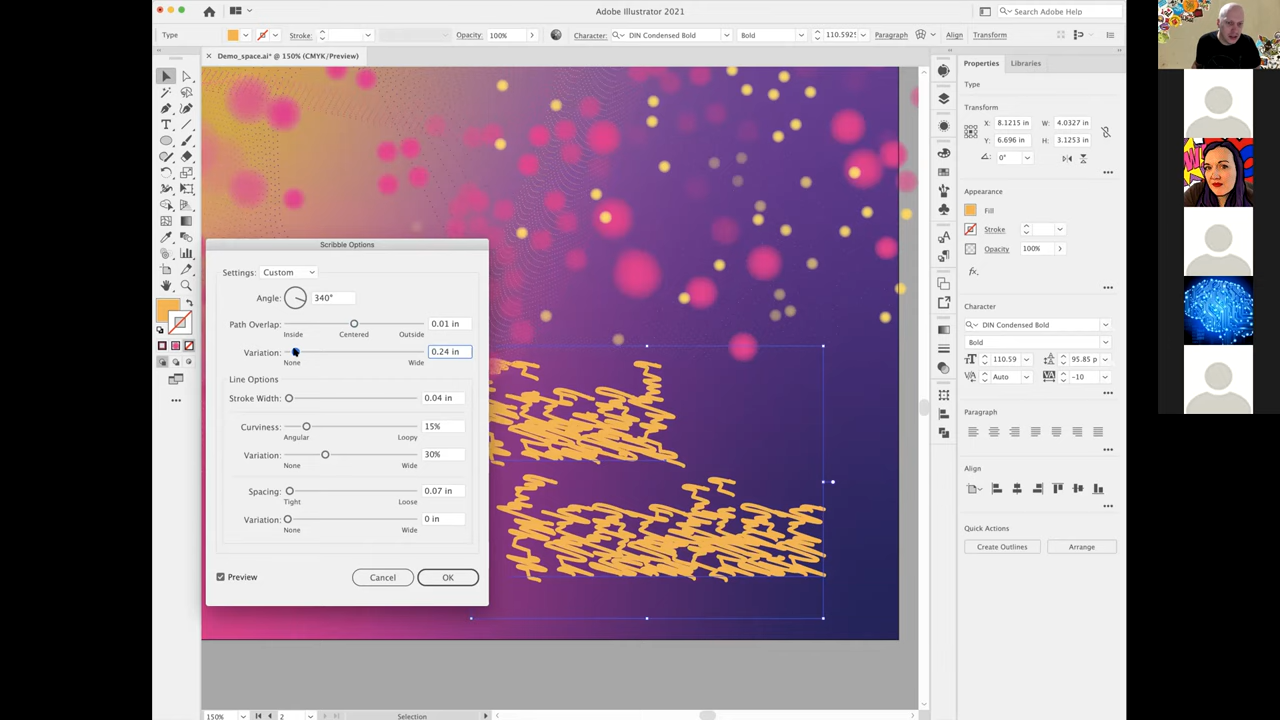 Adobe Illustrator 2021
Search Adobe Help
Type
Stroke:
Opacity: 100%
Character: DIN Condensed Bold
Bold
110.592
Paragraph
Align
Transform
Demo_space.ai* @ 150% (CMYK/Preview)
Properties
Libraries
Type
Transform
X: 8.1215 in
W: 4.0327 in
Y: 6.696 in
H: 3.1253 in
0°
Appearance
Fill
Stroke
Opacity 100%
fx.
Character
DIN Condensed Bold
Bold
110.59
95.85 p
Auto
-10
Paragraph
Align
Quick Actions
Create Outlines
Arrange
Scribble Options
Settings: Custom
Angle: 340°
Path Overlap: 0.01 in
Inside Centered Outside
Variation: 0.24 in
None Wide
Line Options
Stroke Width: 0.04 in
Curviness: 15%
Angular Loopy
Variation: 30%
None Wide
Spacing: 0.07 in
Tight Loose
Variation: 0 in
None Wide
Preview
Cancel
OK
150%
2
Selection